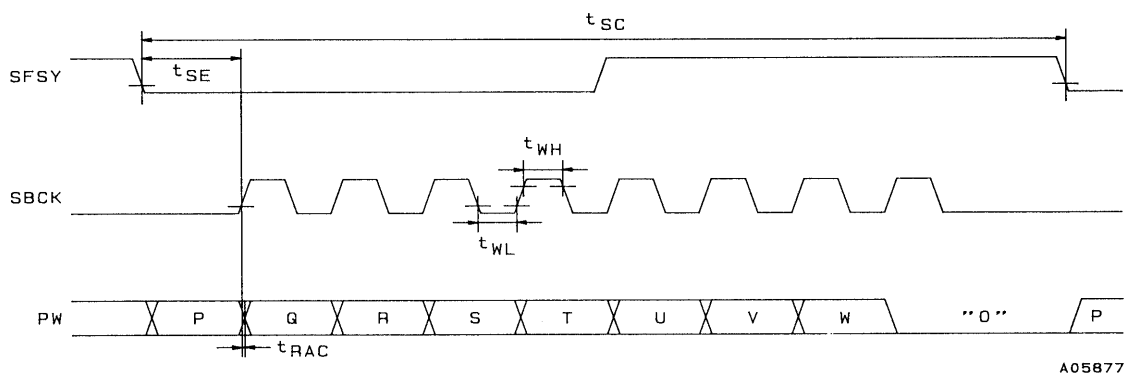 tSC
tSE
SFSY
tWH
SBCK
tWL
PW P Q R S T U V W "0" P
tRAC
A05877